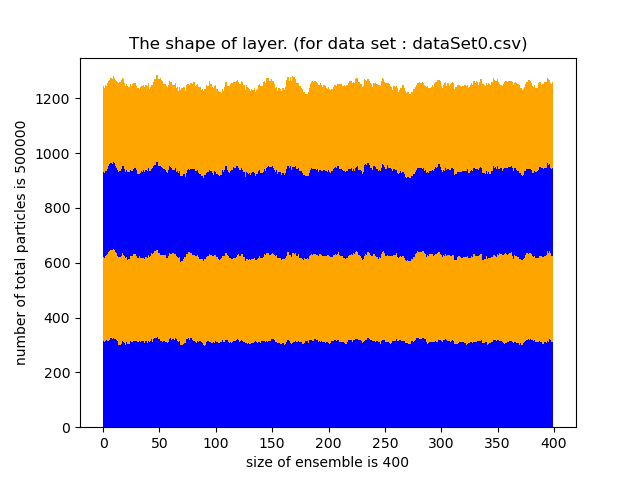 The shape of layer. (for data set : dataSet0.csv)
number of total particles is 500000
1200
1000
800
600
400
200
0
0 50 100 150 200 250 300 350 400
size of ensemble is 400